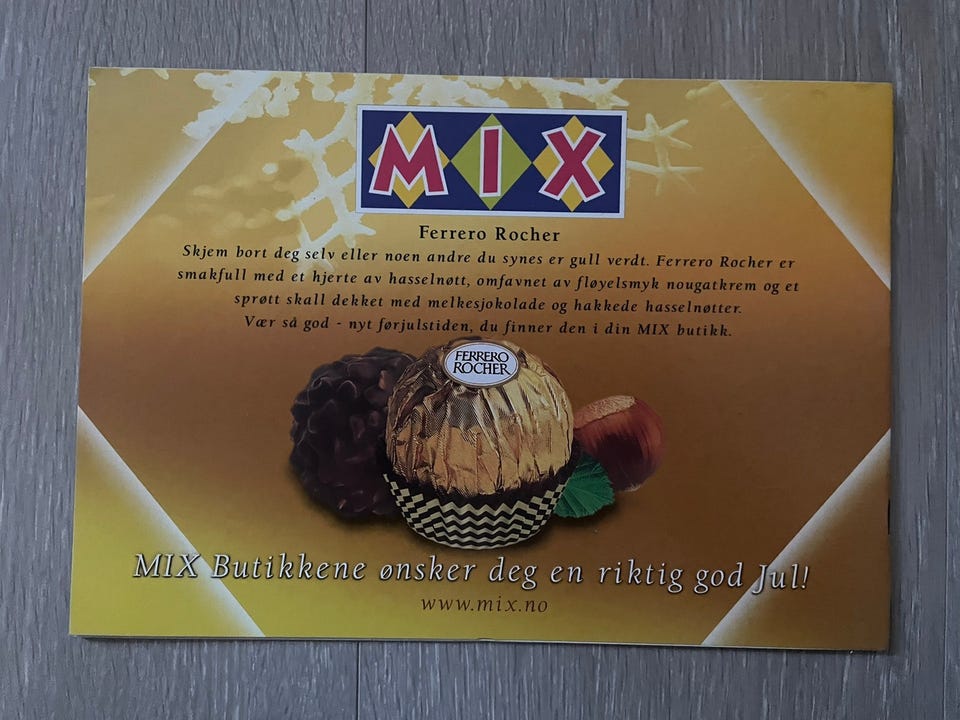 MIX
Ferrero Rocher
Skjem bort deg selv eller noen andre du synes er gull verdt. Ferrero Rocher er
smakfull med et hjerte av hasselnøtt, omfavnet av fløyelsmyk nougatkrem og et
sprøtt skall dekket med melkesjokolade og hakkede hasselnøtter.
Vær så god - nyt førjulstiden, du finner den i din MIX butikk.
FERRERO
ROCHER
MIX Butikkene ønsker deg en riktig god Jul!
www.mix.no